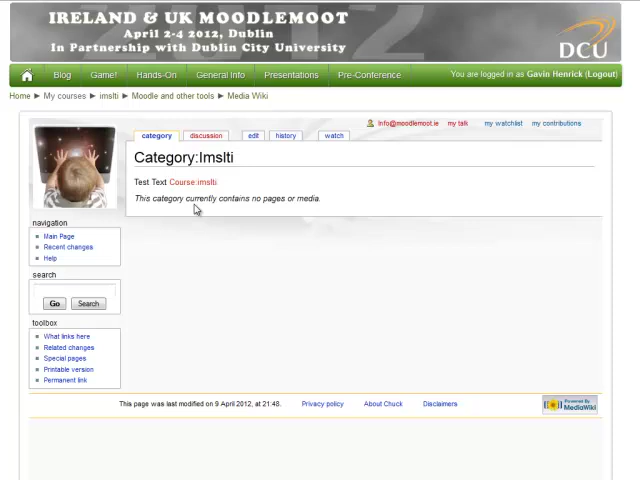 IRELAND & UK MOODLEMOOT
April 2-4 2012, Dublin
In Partnership with Dublin City University
2012
DCU
Blog Game! Hands-On General Info Presentations Pre-Conference You are logged in as Gavin Henrick (Logout)
Home ► My courses ► imslti ► Moodle and other tools ► Media Wiki
Info@moodlemoot.ie my talk my watchlist my contributions
category discussion edit history watch
Category:Imslti
Test Text Course:imslti
This category currently contains no pages or media.
navigation
Main Page
Recent changes
Help
search
Go Search
toolbox
What links here
Related changes
Special pages
Printable version
Permanent link
This page was last modified on 9 April 2012, at 21:48. Privacy policy About Chuck Disclaimers
Powered By
MediaWiki